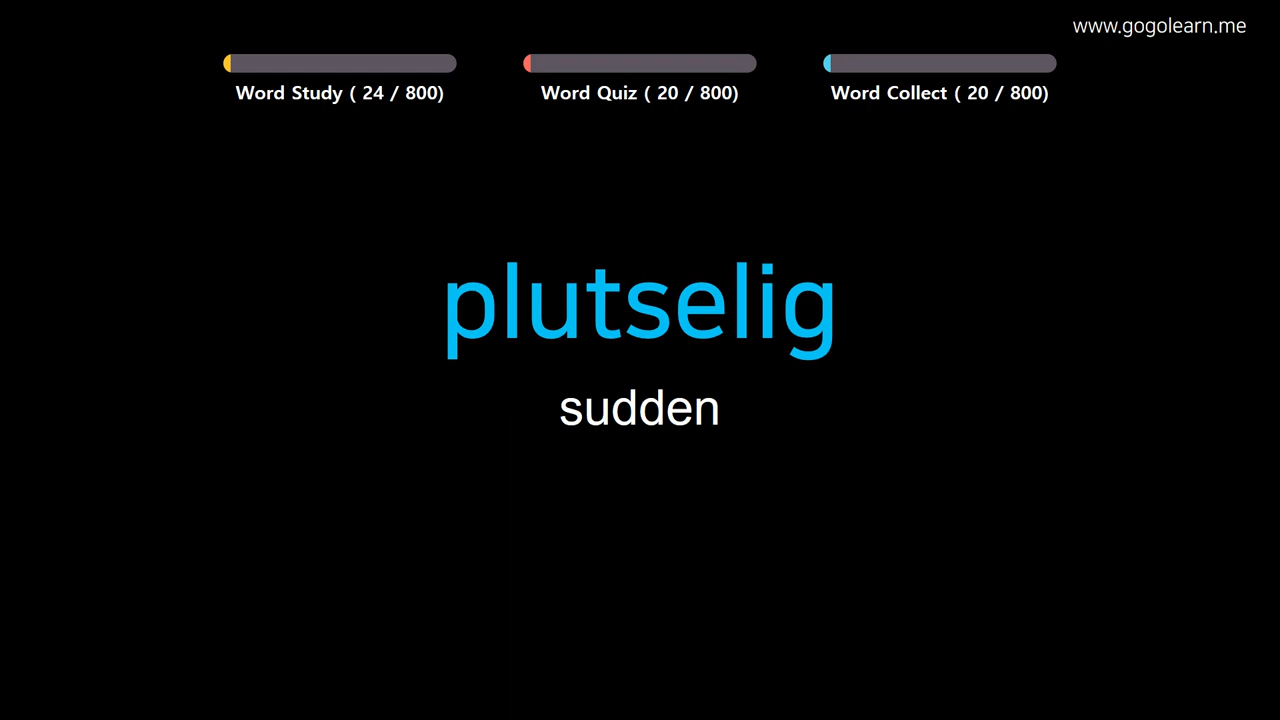 www.gogolearn.me
Word Study ( 24 / 800)
Word Quiz ( 20 / 800)
Word Collect ( 20 / 800)
plutselig
sudden